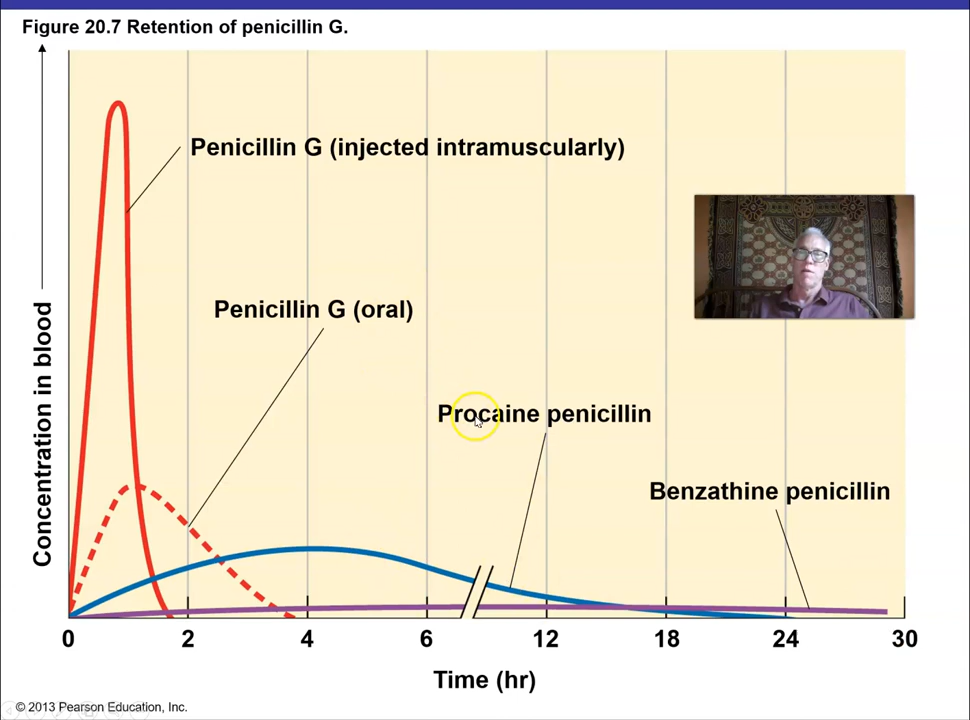 Figure 20.7 Retention of penicillin G.
Penicillin G (injected intramuscularly)
Penicillin G (oral)
Procaine penicillin
Benzathine penicillin
Concentration in blood
0 2 4 6 12 18 24 30
Time (hr)
© 2013 Pearson Education, Inc.